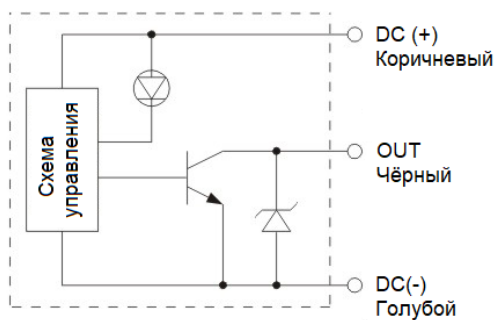 DC (+)
Коричневый
Схема
управления
OUT
Чёрный
DC(-)
Голубой